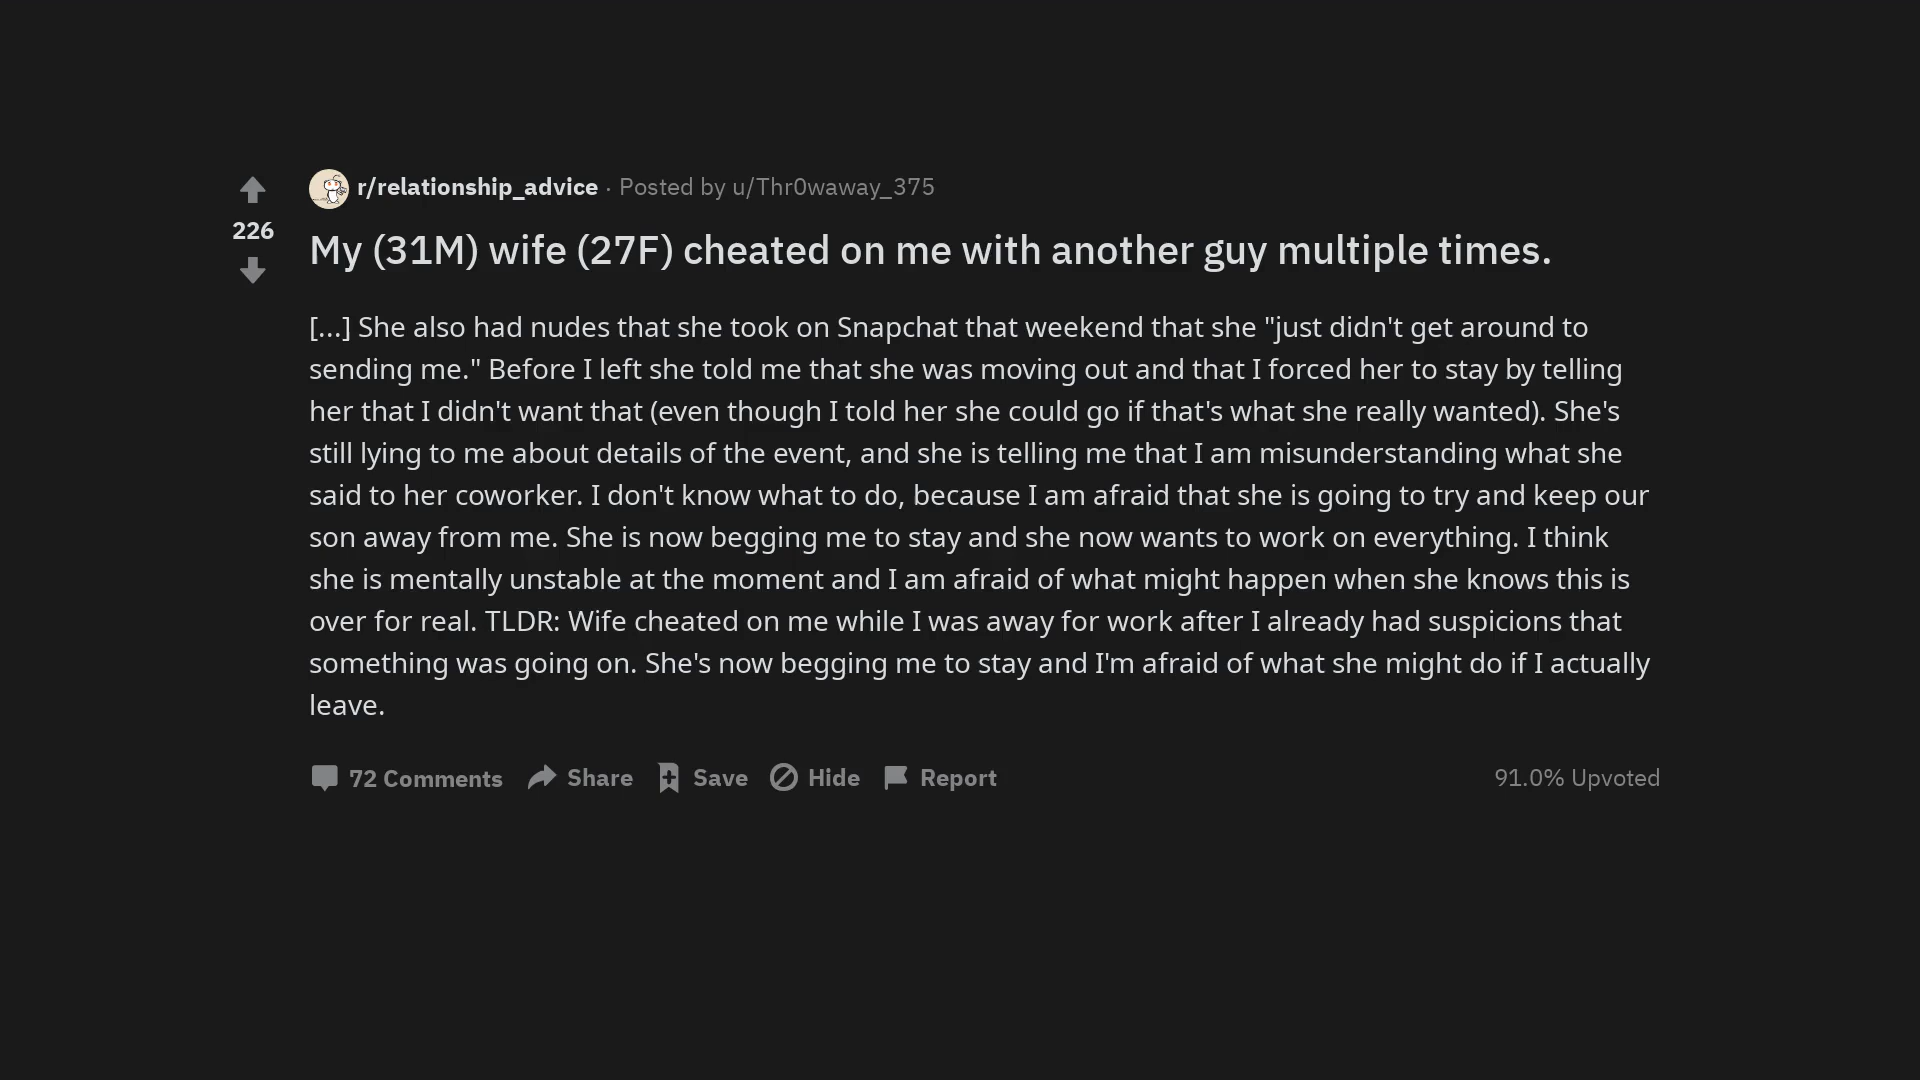 r/relationship_advice · Posted by u/Thr0waway_375
226
My (31M) wife (27F) cheated on me with another guy multiple times.
[...] She also had nudes that she took on Snapchat that weekend that she "just didn't get around to
sending me." Before I left she told me that she was moving out and that I forced her to stay by telling
her that I didn't want that (even though I told her she could go if that's what she really wanted). She's
still lying to me about details of the event, and she is telling me that I am misunderstanding what she
said to her coworker. I don't know what to do, because I am afraid that she is going to try and keep our
son away from me. She is now begging me to stay and she now wants to work on everything. I think
she is mentally unstable at the moment and I am afraid of what might happen when she knows this is
over for real. TLDR: Wife cheated on me while I was away for work after I already had suspicions that
something was going on. She's now begging me to stay and I'm afraid of what she might do if I actually
leave.
72 Comments Share Save Hide Report 91.0% Upvoted